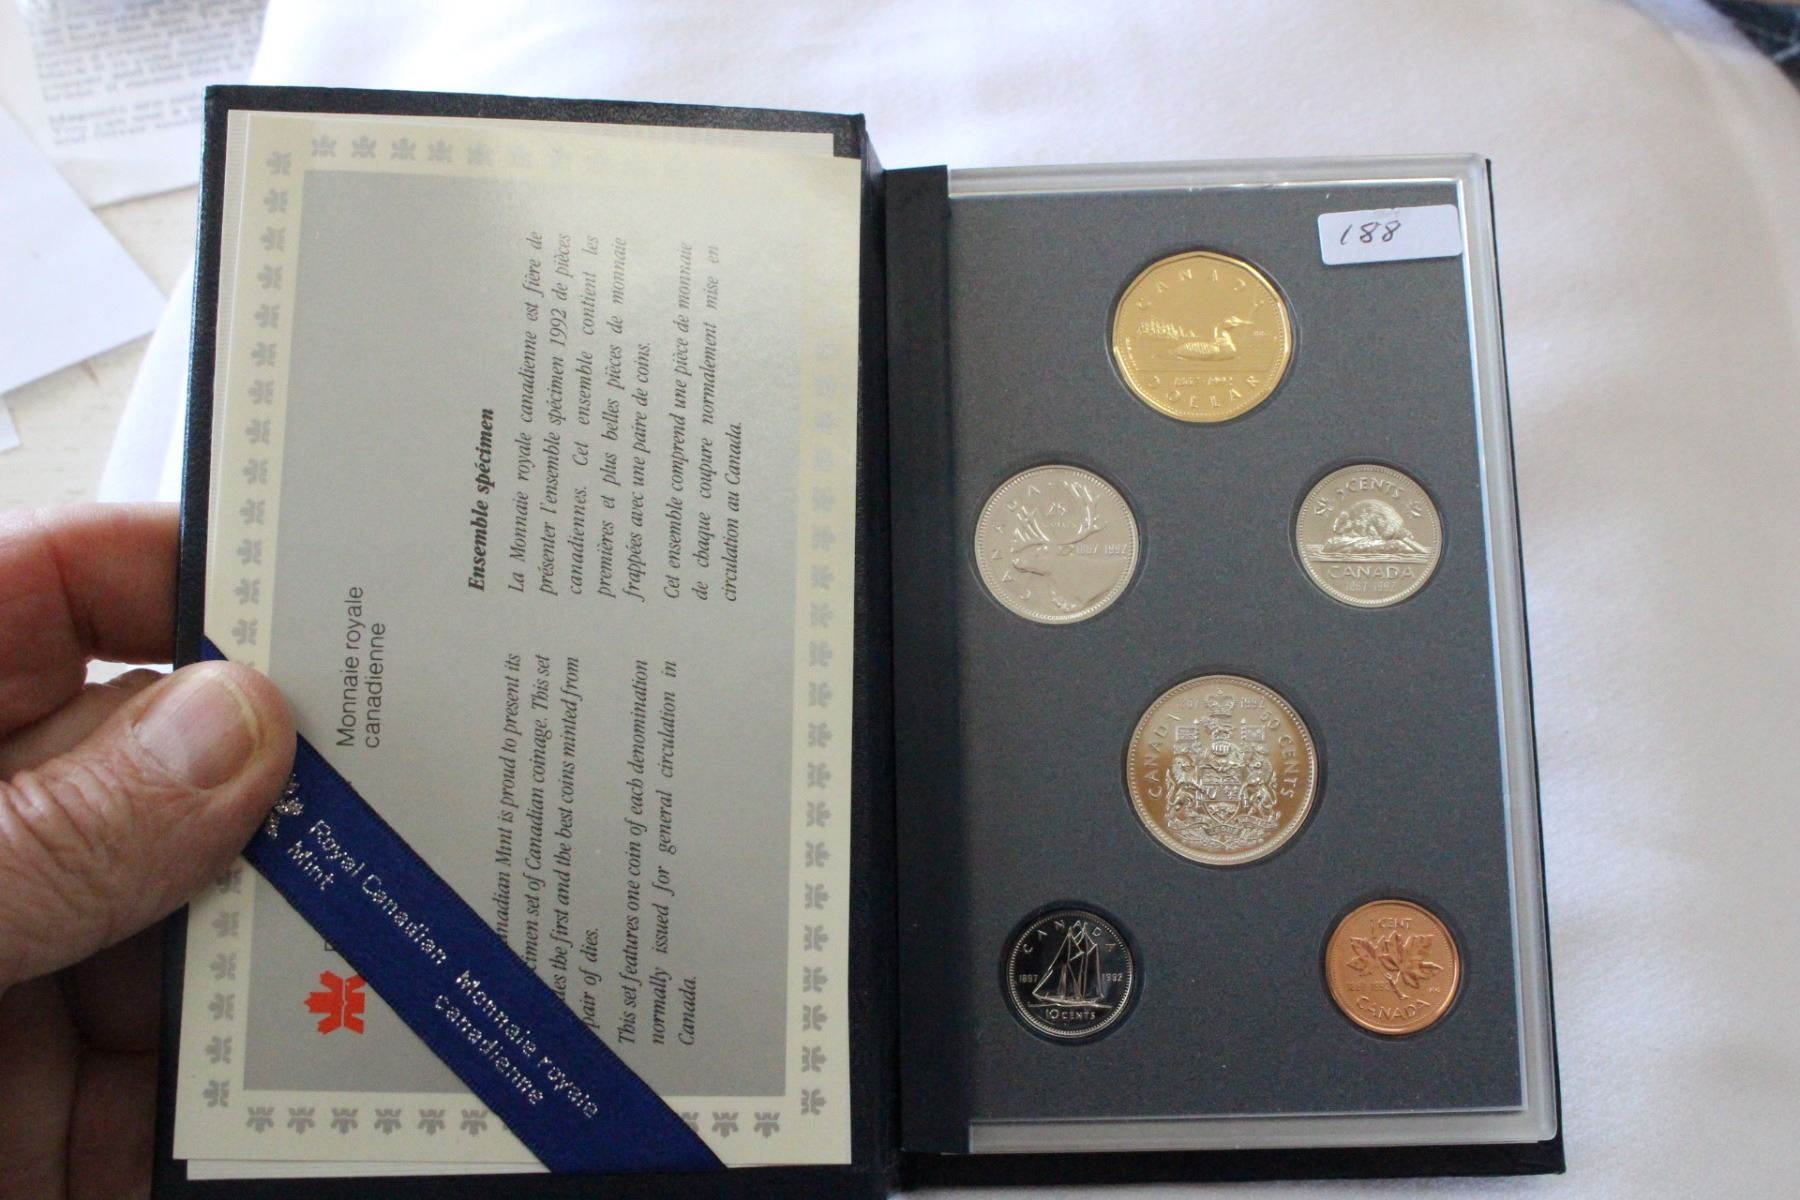 Monnaie royale
canadienne
Ensemble spécimen
La Monnaie royale canadienne est fière de
présenter l'ensemble spécimen 1992 de pièces
canadiennes. Cet ensemble contient les
premières et plus belles pièces de monnaie
frappées avec une paire de coins.
Cet ensemble comprend une pièce de monnaie
de chaque coupure normalement mise en
circulation au Canada.
anadian Mint is proud to present its
cimen set of Canadian coinage. This set
des the first and the best coins minted from
pair of dies.
This set features one coin of each denomination
normally issued for general circulation in
Canada.
Royal Canadian
Mint
Monnaie royale
canadienne
188
CANADA
1867-1992
DOLLAR
CANADA
25
CENTS
1867-1992
5 CENTS
CANADA
1867-1992
1867 1992
CANADA
50 CENTS
CANADA
1867 1992
10 CENTS
1 CENT
1867-1992
CANADA